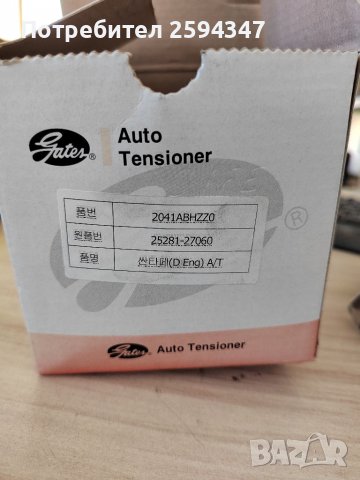 Потребител 2594347
Gates®
Auto
Tensioner
품번 2041ABHZZ0
원품번 25281-27060
품명 싼타페(D Eng) A/T
®
Gates Auto Tensioner
BAZAR